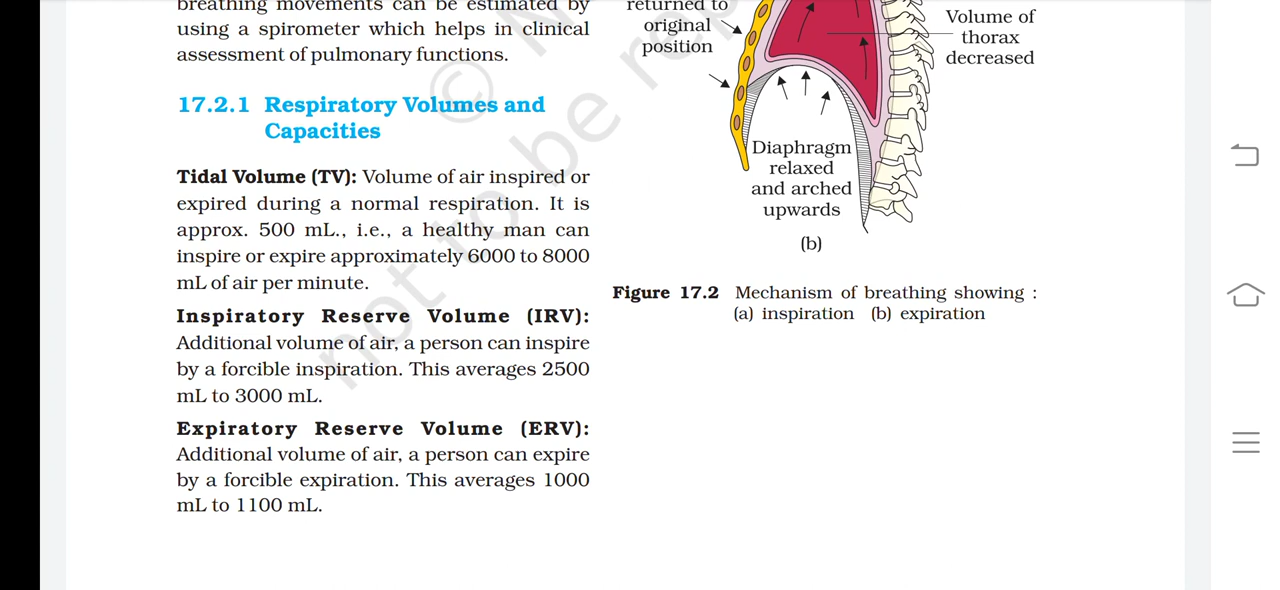 breathing movements can be estimated by
using a spirometer which helps in clinical
assessment of pulmonary functions.
17.2.1 Respiratory Volumes and
Capacities
Tidal Volume (TV): Volume of air inspired or
expired during a normal respiration. It is
approx. 500 mL., i.e., a healthy man can
inspire or expire approximately 6000 to 8000
mL of air per minute.
Inspiratory Reserve Volume (IRV):
Additional volume of air, a person can inspire
by a forcible inspiration. This averages 2500
mL to 3000 mL.
Expiratory Reserve Volume (ERV):
Additional volume of air, a person can expire
by a forcible expiration. This averages 1000
mL to 1100 mL.
returned to
original
position
Volume of
thorax
decreased
Diaphragm
relaxed
and arched
upwards
(b)
Figure 17.2 Mechanism of breathing showing :
(a) inspiration (b) expiration
© N
not to be rep